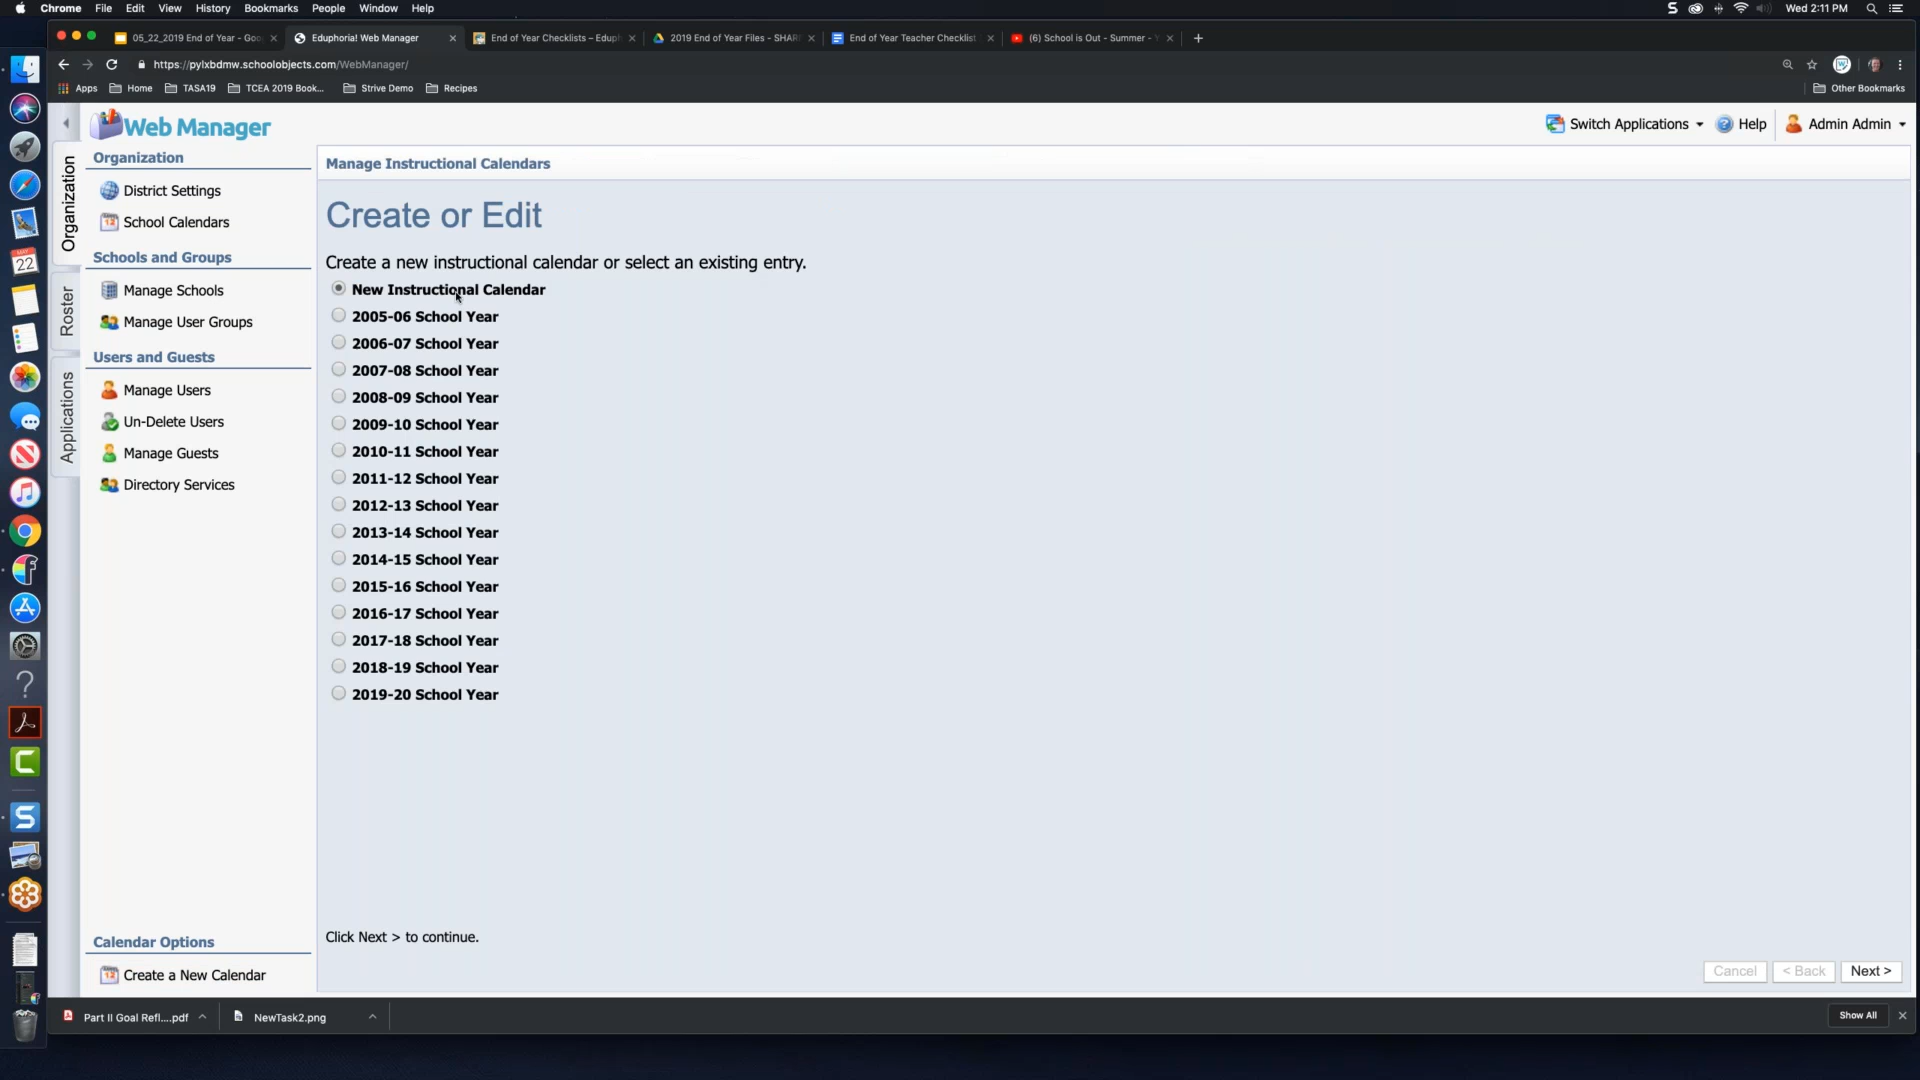 Chrome File Edit View History Bookmarks People Window Help
Wed 2:11 PM
05_22_2019 End of Year - Goo
Eduphoria! Web Manager
End of Year Checklists – Eduph
2019 End of Year Files - SHAR
End of Year Teacher Checklist
(6) School is Out - Summer - Y
https://pylxbdmw.schoolobjects.com/WebManager/
Apps Home TASA19 TCEA 2019 Book... Strive Demo Recipes Other Bookmarks
Web Manager
Switch Applications Help Admin Admin
Organization
Roster
Applications
Organization
District Settings
School Calendars
Schools and Groups
Manage Schools
Manage User Groups
Users and Guests
Manage Users
Un-Delete Users
Manage Guests
Directory Services
Calendar Options
Create a New Calendar
Manage Instructional Calendars
Create or Edit
Create a new instructional calendar or select an existing entry.
New Instructional Calendar
2005-06 School Year
2006-07 School Year
2007-08 School Year
2008-09 School Year
2009-10 School Year
2010-11 School Year
2011-12 School Year
2012-13 School Year
2013-14 School Year
2014-15 School Year
2015-16 School Year
2016-17 School Year
2017-18 School Year
2018-19 School Year
2019-20 School Year
Click Next > to continue.
Cancel < Back Next >
MAY
22
Part II Goal Refl....pdf
NewTask2.png
Show All